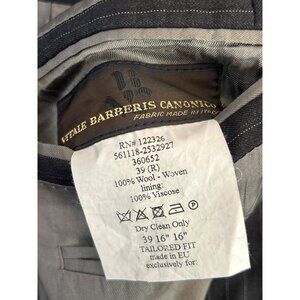 VITALE BARBERIS CANONICO
FABRIC MADE IN ITALY
RN# 122326
561118-2532927
360652
39 (R)
100% Wool - Woven
lining:
100% Viscose
Dry Clean Only
39 16" 16"
TAILORED FIT
made in EU
exclusively for: